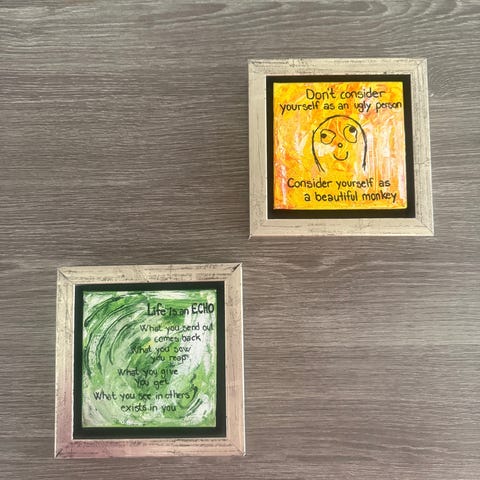 Don't consider
yourself as an ugly person
Consider yourself as
a beautiful monkey
Life is an ECHO
What you send out
comes back
What you sow
you reap
What you give
you get
What you see in others
exists in you